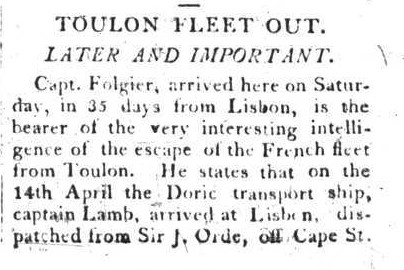 TOULON FLEET OUT.
LATER AND IMPORTANT.
Capt. Folgier, arrived here on Satur-
day, in 35 days from Lisbon, is the
bearer of the very interesting intelli-
gence of the escape of the French fleet
from Toulon. He states that on the
14th April the Doric transport ship,
captain Lamb, arrived at Lisbon, dis-
patched from Sir J. Orde, off Cape St.